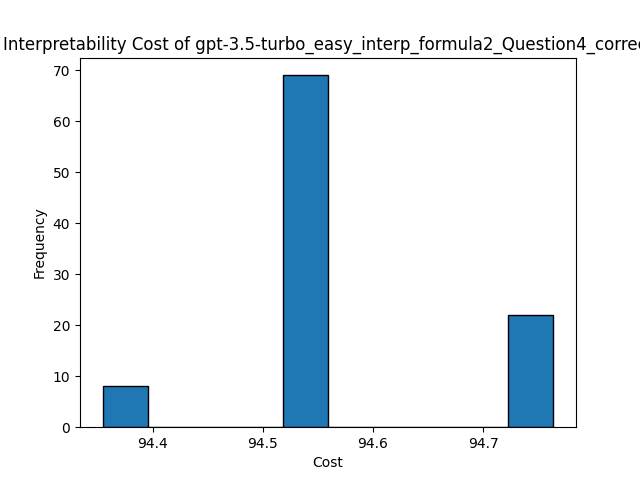 Interpretability Cost of gpt-3.5-turbo_easy_interp_formula2_Question4_corre
70
60
50
40
30
20
10
0
Frequency
94.4 94.5 94.6 94.7
Cost